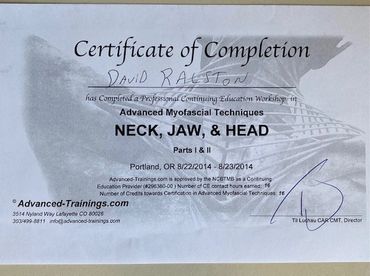 Certificate of Completion
DAVID RALSTON
has Completed a Professional Continuing Education Workshop in
Advanced Myofascial Techniques
NECK, JAW, & HEAD
Parts I & II
Portland, OR 8/22/2014 - 8/23/2014
Advanced-Trainings.com is approved by the NCBTMB as a Continuing
Education Provider (#296380-00) Number of CE contact hours earned: 16
Number of Credits towards Certification in Advanced Myofascial Techniques: 16
© Advanced-Trainings.com
3514 Nyland Way Lafayette CO 80026
303/499-8811 info@advanced-trainings.com
Til Luchau CAR CMT, Director